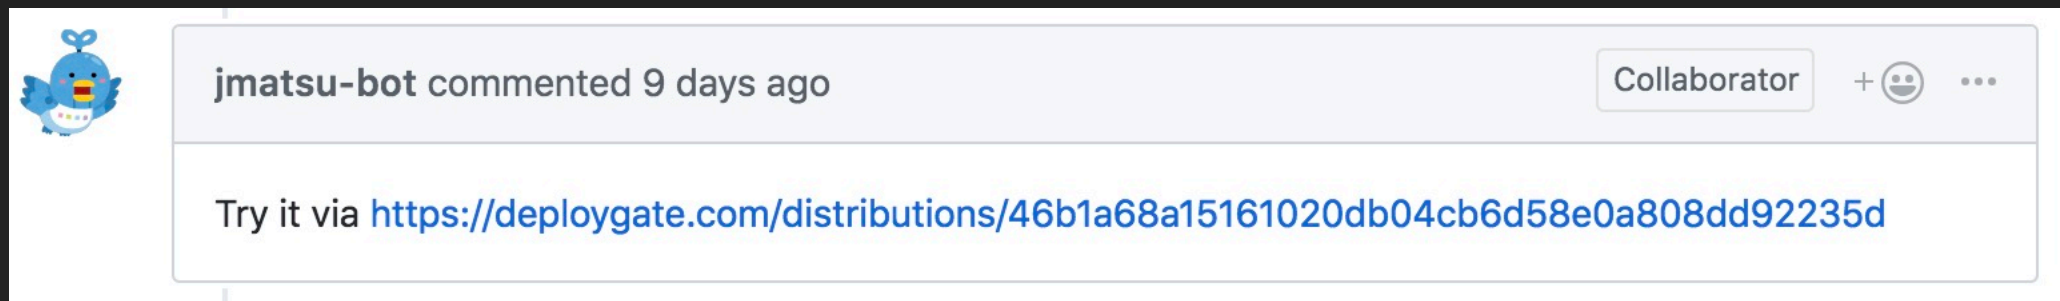 jmatsu-bot commented 9 days ago Collaborator
Try it via https://deploygate.com/distributions/46b1a68a15161020db04cb6d58e0a808dd92235d